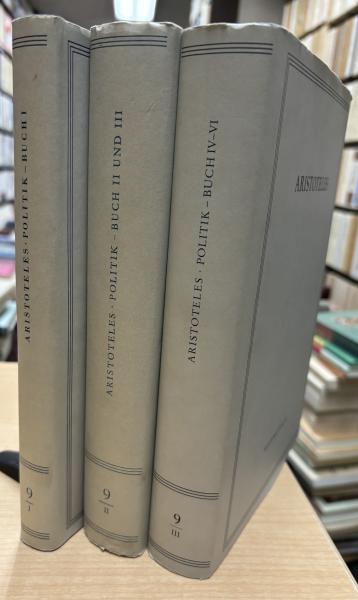 ARISTOTELES · POLITIK – BUCH I
9
I
ARISTOTELES · POLITIK – BUCH II UND III
9
II
ARISTOTELES · POLITIK – BUCH IV–VI
9
III
ARISTOTELES